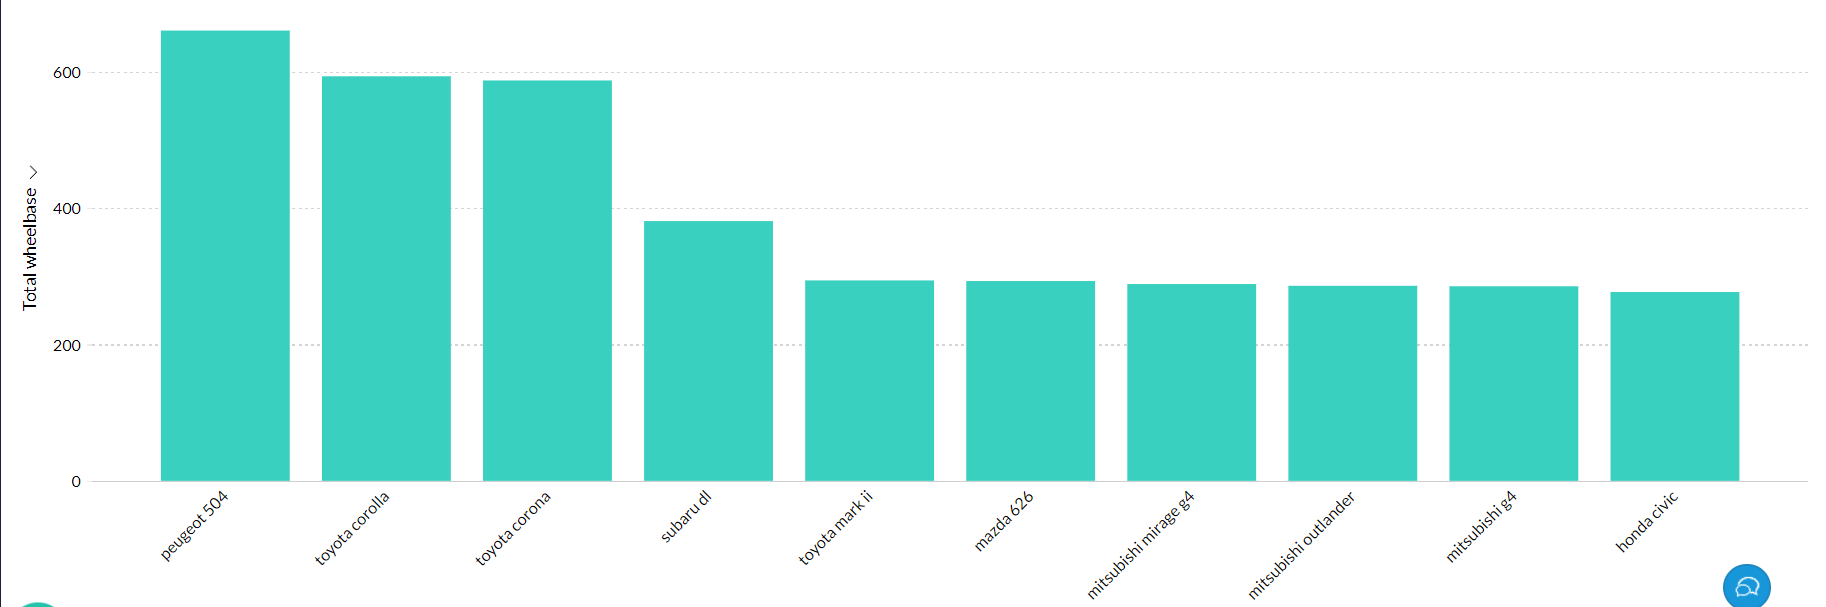 600
400
200
0
Total wheelbase
peugeot 504
toyota corolla
toyota corona
subaru dl
toyota mark ii
mazda 626
mitsubishi mirage g4
mitsubishi outlander
mitsubishi g4
honda civic